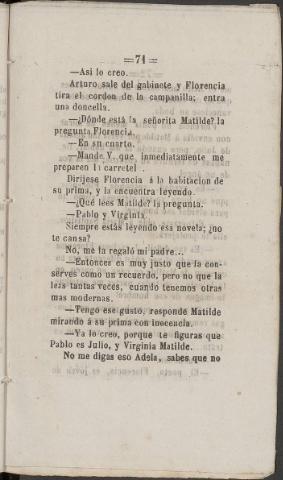 =71=
—Asi lo creo.
Arturo sale del gabinete y Florencia
tira el cordon de la campanilla; entra
una doncella.
—¿Dónde está la señorita Matilde? la
pregunta Florencia.
—En su cuarto.
—Mande V. que inmediatamente me
preparen la carretel.
Dirijese Florencia á la habitacion de
su prima, y la encuentra leyendo.
—¿Qué lees Matilde? la pregunta.
—Pablo y Virginia.
Siempre estás leyendo esa novela; ¿no
te cansa?
No, me la regaló mi padre...
—Entonces es muy justo que la con-
serves como un recuerdo, pero no que la
leas tantas veces, cuando tenemos otras
mas modernas.
—Tengo ese gusto, responde Matilde
mirando á su prima con inocencia.
—Ya lo creo, porque te figuras que
Pablo es Julio, y Virginia Matilde.
No me digas eso Adela, sabes que no